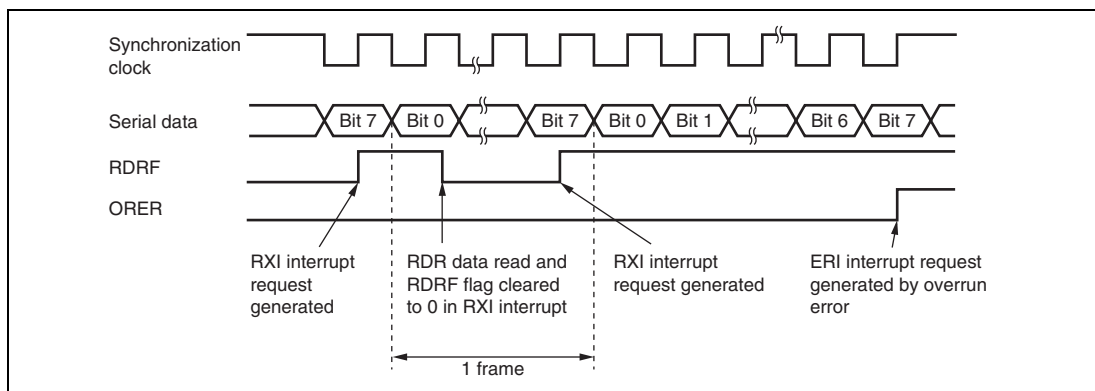 Synchronization
clock
Serial data
Bit 7 Bit 0 Bit 7 Bit 0 Bit 1 Bit 6 Bit 7
RDRF
ORER
RXI interrupt
request
generated
RDR data read and
RDRF flag cleared
to 0 in RXI interrupt
RXI interrupt
request generated
ERI interrupt request
generated by overrun
error
1 frame